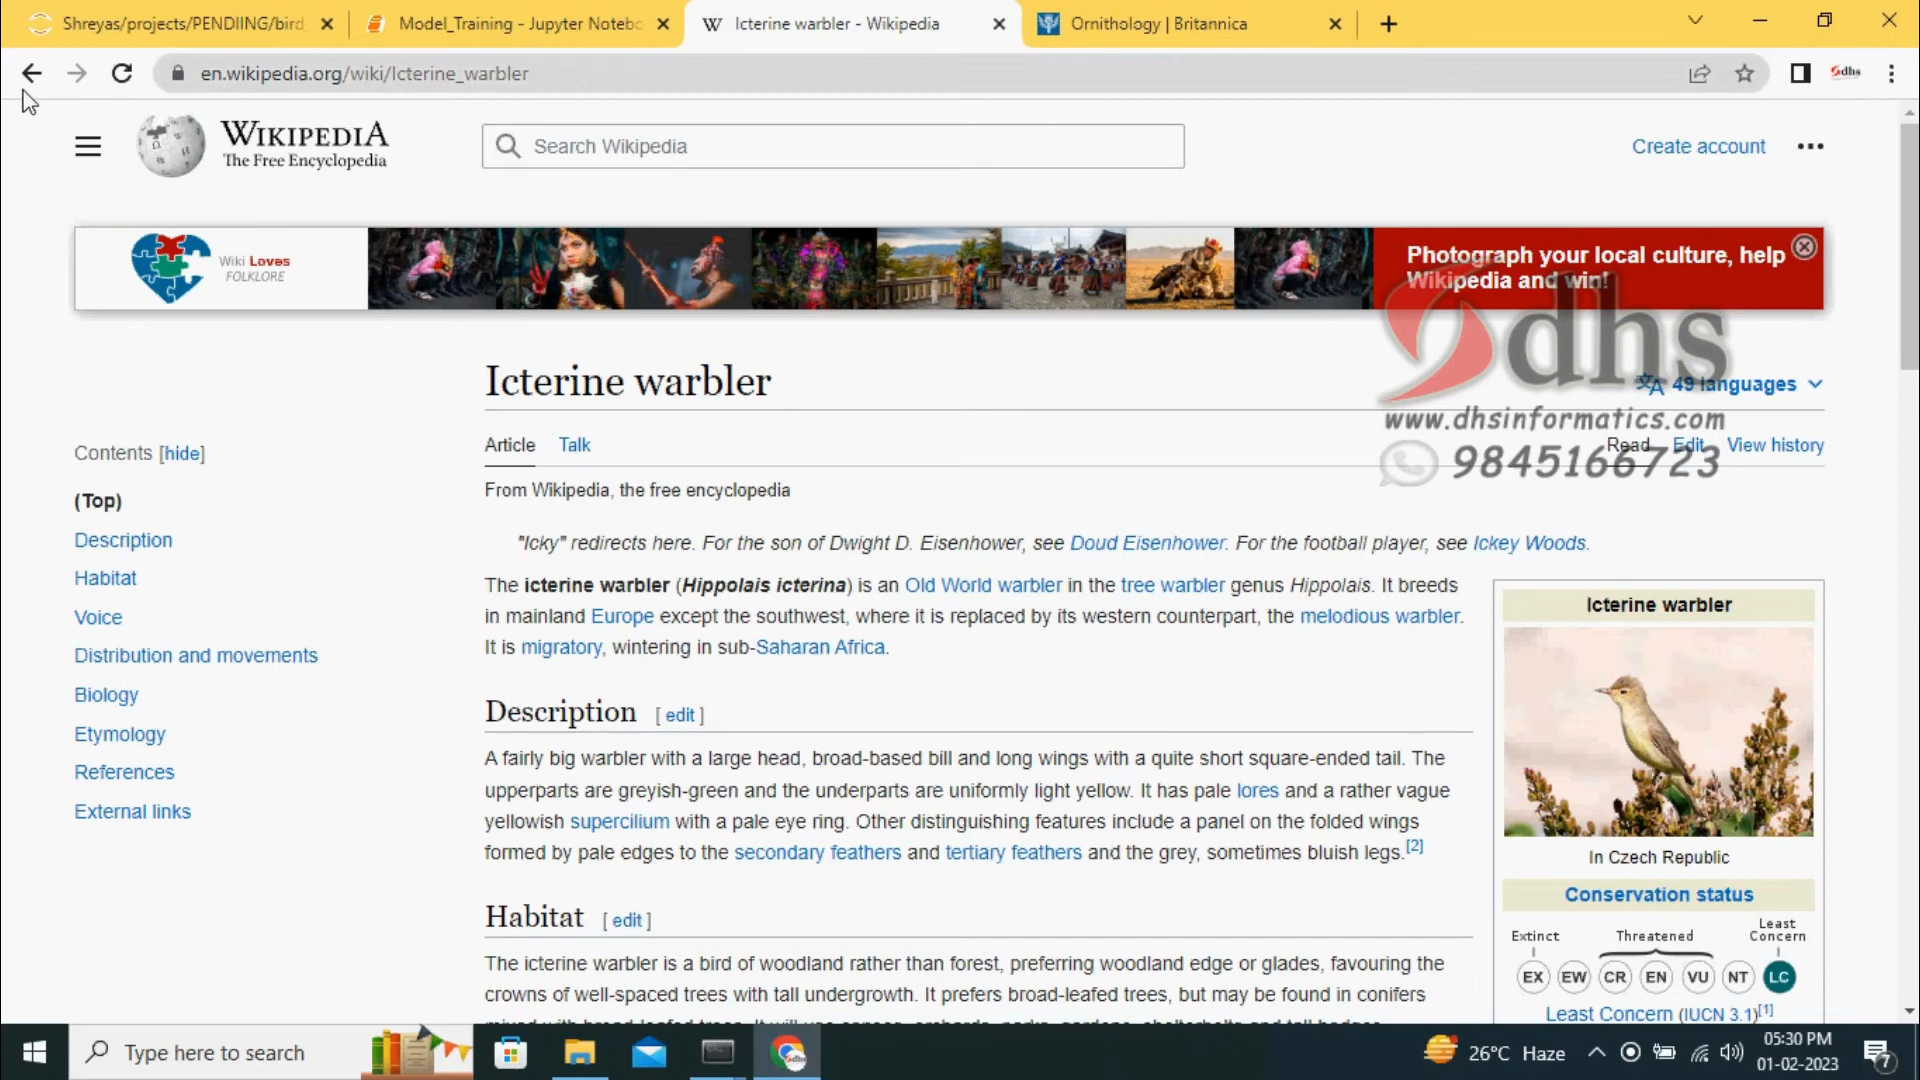 Shreyas/projects/PENDIING/bird
Model_Training - Jupyter Notebo
Icterine warbler - Wikipedia
Ornithology | Britannica
en.wikipedia.org/wiki/Icterine_warbler
dhs
WIKIPEDIA
The Free Encyclopedia
Search Wikipedia
Create account
Wiki Loves
FOLKLORE
Photograph your local culture, help
Wikipedia and win!
dhs
www.dhsinformatics.com
9845166723
Icterine warbler
49 languages
Contents [hide]
(Top)
Description
Habitat
Voice
Distribution and movements
Biology
Etymology
References
External links
Article Talk
Read Edit View history
From Wikipedia, the free encyclopedia
"Icky" redirects here. For the son of Dwight D. Eisenhower, see Doud Eisenhower. For the football player, see Ickey Woods.
The icterine warbler (Hippolais icterina) is an Old World warbler in the tree warbler genus Hippolais. It breeds
in mainland Europe except the southwest, where it is replaced by its western counterpart, the melodious warbler.
It is migratory, wintering in sub-Saharan Africa.
Description [ edit ]
A fairly big warbler with a large head, broad-based bill and long wings with a quite short square-ended tail. The
upperparts are greyish-green and the underparts are uniformly light yellow. It has pale lores and a rather vague
yellowish supercilium with a pale eye ring. Other distinguishing features include a panel on the folded wings
formed by pale edges to the secondary feathers and tertiary feathers and the grey, sometimes bluish legs.[2]
Habitat [ edit ]
The icterine warbler is a bird of woodland rather than forest, preferring woodland edge or glades, favouring the
crowns of well-spaced trees with tall undergrowth. It prefers broad-leafed trees, but may be found in conifers
Icterine warbler
In Czech Republic
Conservation status
Extinct Threatened Least Concern
EX EW CR EN VU NT LC
Least Concern (IUCN 3.1)[1]
Type here to search
26°C Haze
05:30 PM
01-02-2023
7